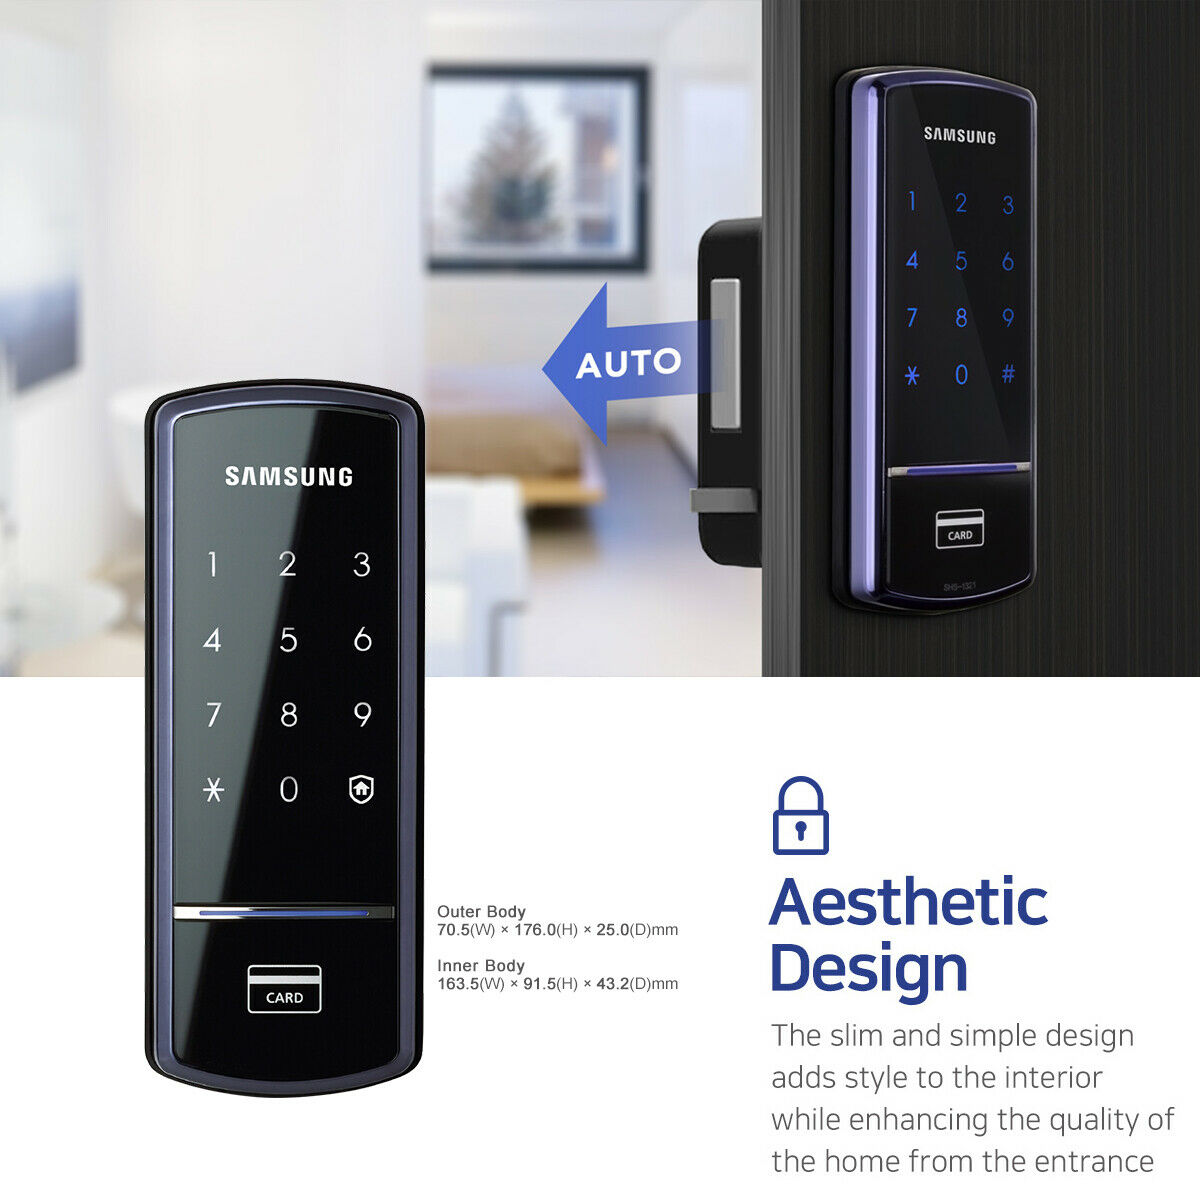 SAMSUNG
1 2 3
4 5 6
7 8 9
* 0 #
CARD
SHS-1321
AUTO
SAMSUNG
1 2 3
4 5 6
7 8 9
* 0
CARD
Outer Body
70.5(W) × 176.0(H) × 25.0(D)mm
Inner Body
163.5(W) × 91.5(H) × 43.2(D)mm
Aesthetic
Design
The slim and simple design
adds style to the interior
while enhancing the quality of
the home from the entrance